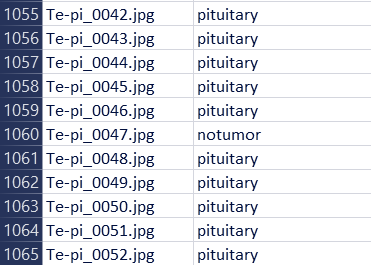 1055 Te-pi_0042.jpg pituitary
1056 Te-pi_0043.jpg pituitary
1057 Te-pi_0044.jpg pituitary
1058 Te-pi_0045.jpg pituitary
1059 Te-pi_0046.jpg pituitary
1060 Te-pi_0047.jpg notumor
1061 Te-pi_0048.jpg pituitary
1062 Te-pi_0049.jpg pituitary
1063 Te-pi_0050.jpg pituitary
1064 Te-pi_0051.jpg pituitary
1065 Te-pi_0052.jpg pituitary